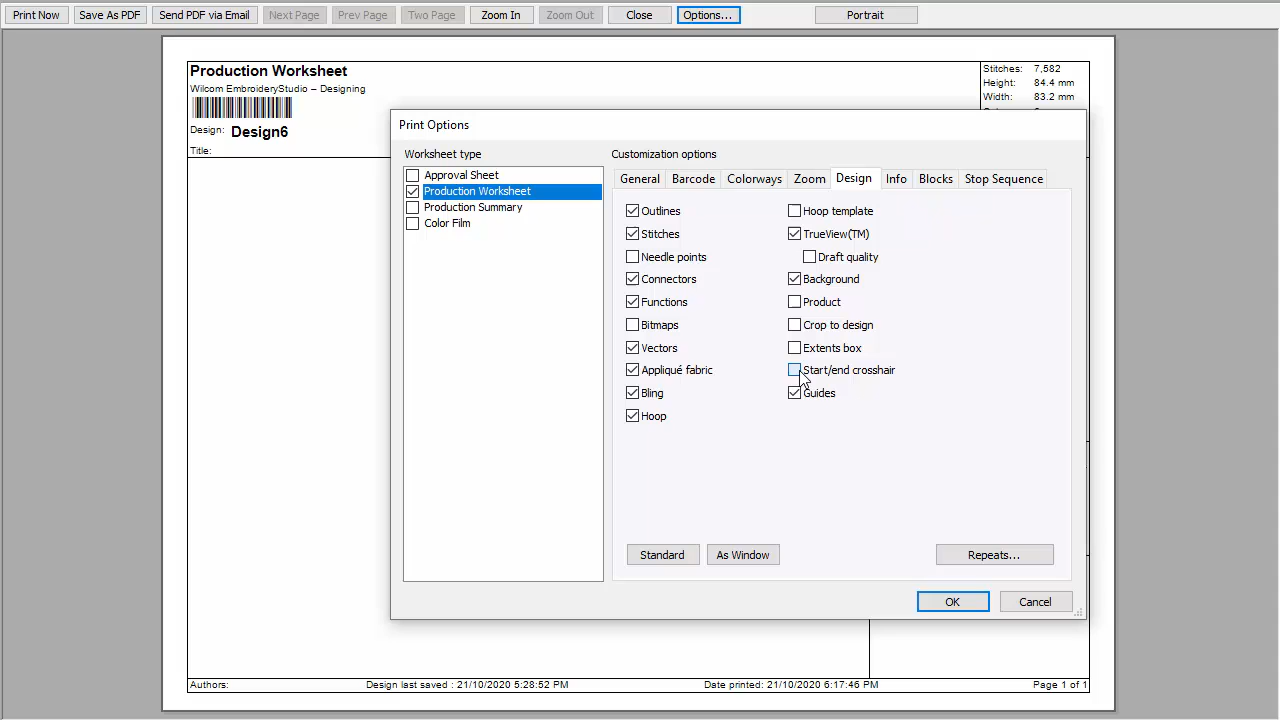 Print Now Save As PDF Send PDF via Email Next Page Prev Page Two Page Zoom In Zoom Out Close Options... Portrait
Production Worksheet
Wilcom EmbroideryStudio – Designing
Design: Design6
Title:
Stitches: 7,582
Height: 84.4 mm
Width: 83.2 mm
Print Options
Worksheet type
Approval Sheet
Production Worksheet
Production Summary
Color Film
Customization options
General Barcode Colorways Zoom Design Info Blocks Stop Sequence
Outlines
Stitches
Needle points
Connectors
Functions
Bitmaps
Vectors
Appliqué fabric
Bling
Hoop
Hoop template
TrueView(TM)
Draft quality
Background
Product
Crop to design
Extents box
Start/end crosshair
Guides
Standard As Window Repeats...
OK Cancel
Authors: Design last saved : 21/10/2020 5:28:52 PM Date printed: 21/10/2020 6:17:46 PM Page 1 of 1